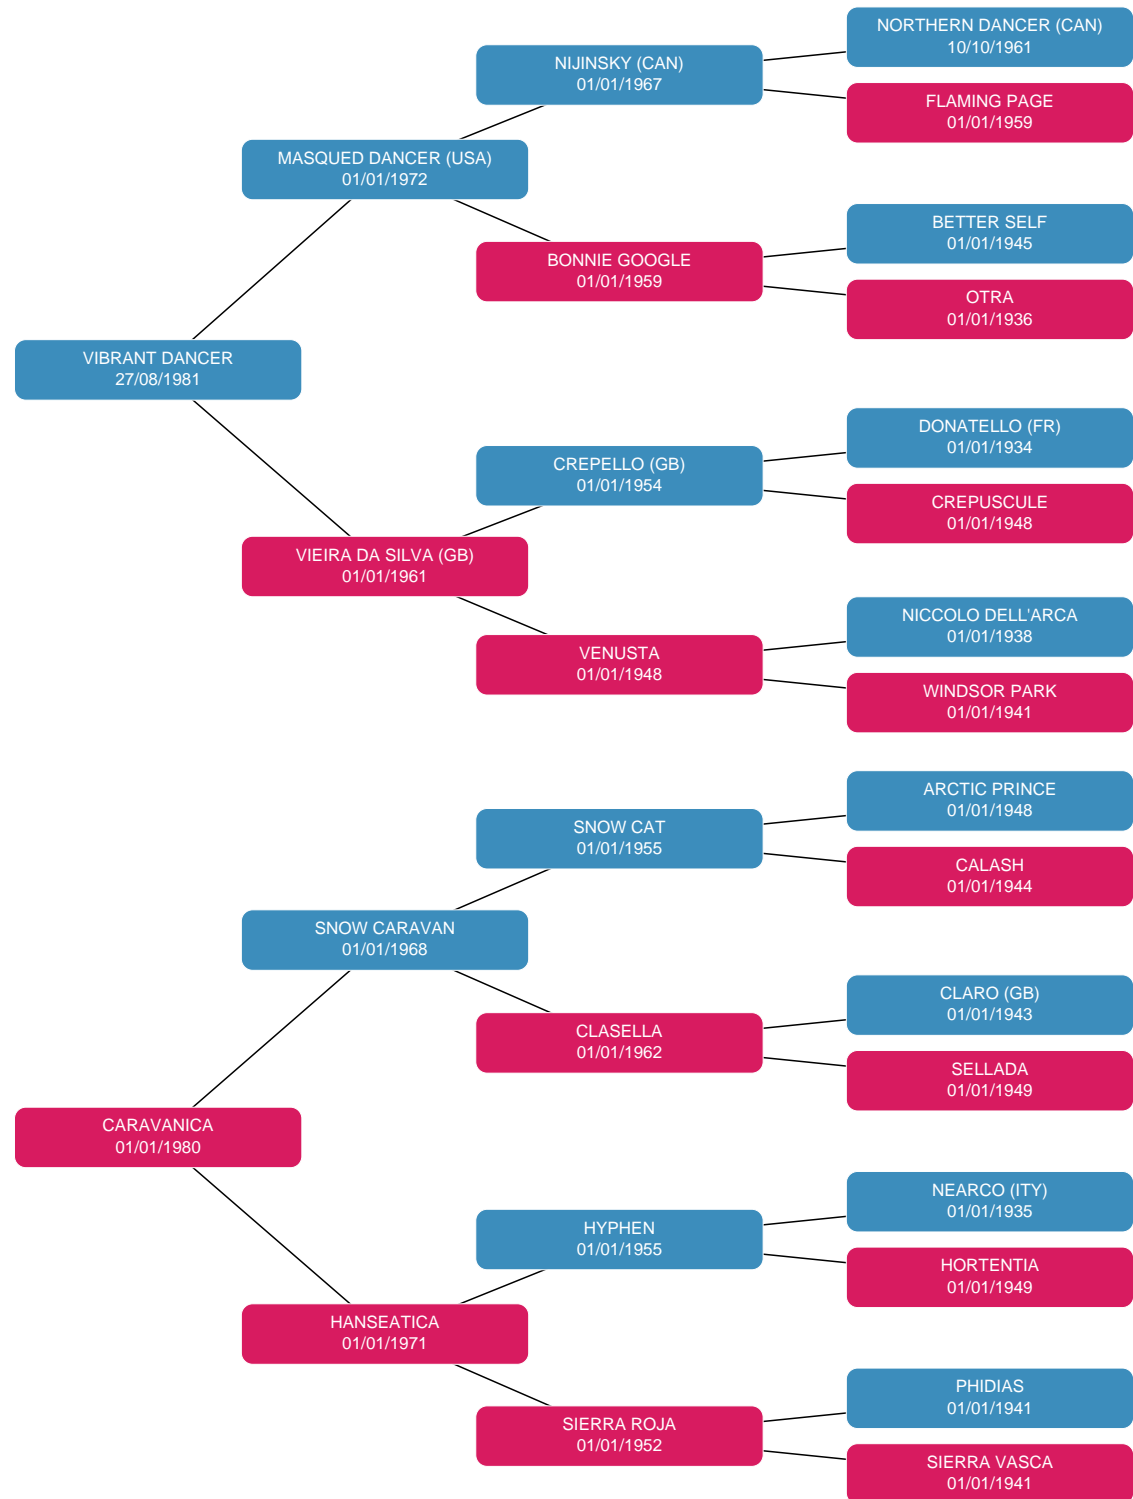 NORTHERN DANCER (CAN)
10/10/1961
NIJINSKY (CAN)
01/01/1967
FLAMING PAGE
01/01/1959
MASQUED DANCER (USA)
01/01/1972
BETTER SELF
01/01/1945
BONNIE GOOGLE
01/01/1959
OTRA
01/01/1936
VIBRANT DANCER
27/08/1981
DONATELLO (FR)
01/01/1934
CREPELLO (GB)
01/01/1954
CREPUSCULE
01/01/1948
VIEIRA DA SILVA (GB)
01/01/1961
NICCOLO DELL'ARCA
01/01/1938
VENUSTA
01/01/1948
WINDSOR PARK
01/01/1941
ARCTIC PRINCE
01/01/1948
SNOW CAT
01/01/1955
CALASH
01/01/1944
SNOW CARAVAN
01/01/1968
CLARO (GB)
01/01/1943
CLASELLA
01/01/1962
SELLADA
01/01/1949
CARAVANICA
01/01/1980
NEARCO (ITY)
01/01/1935
HYPHEN
01/01/1955
HORTENTIA
01/01/1949
HANSEATICA
01/01/1971
PHIDIAS
01/01/1941
SIERRA ROJA
01/01/1952
SIERRA VASCA
01/01/1941